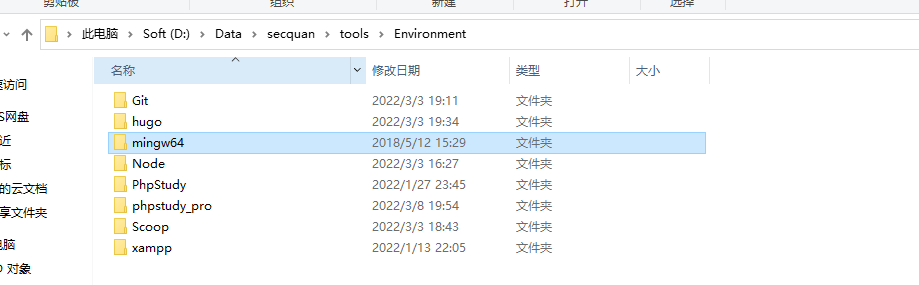 剪贴板 组织 新建 打开 选择
此电脑 > Soft (D:) > Data > secquan > tools > Environment
名称 修改日期 类型 大小
速访问
Git 2022/3/3 19:11 文件夹
S网盘
hugo 2022/3/3 19:34 文件夹
近
mingw64 2018/5/12 15:29 文件夹
标
Node 2022/3/3 16:27 文件夹
的云文档
PhpStudy 2022/1/27 23:45 文件夹
享文件夹
phpstudy_pro 2022/3/8 19:54 文件夹
Scoop 2022/3/3 18:43 文件夹
电脑
xampp 2022/1/13 22:05 文件夹
D 对象